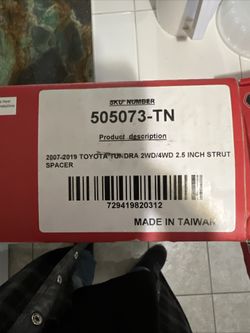 SKU NUMBER
505073-TN
Product description
2007-2019 TOYOTA TUNDRA 2WD/4WD 2.5 INCH STRUT
SPACER
729419820312
MADE IN TAIWAN